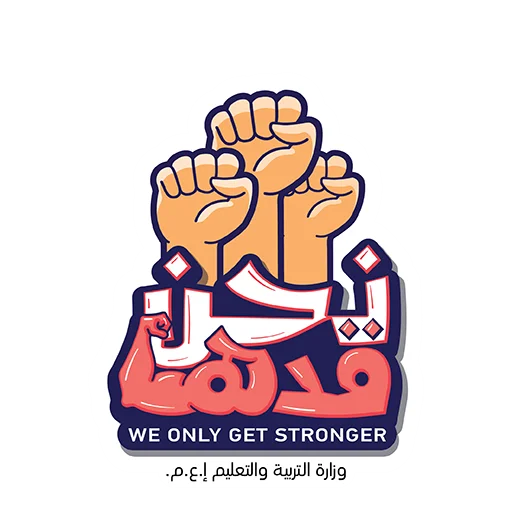 نحن
قدها
WE ONLY GET STRONGER
وزارة التربية والتعليم إ.ع.م.